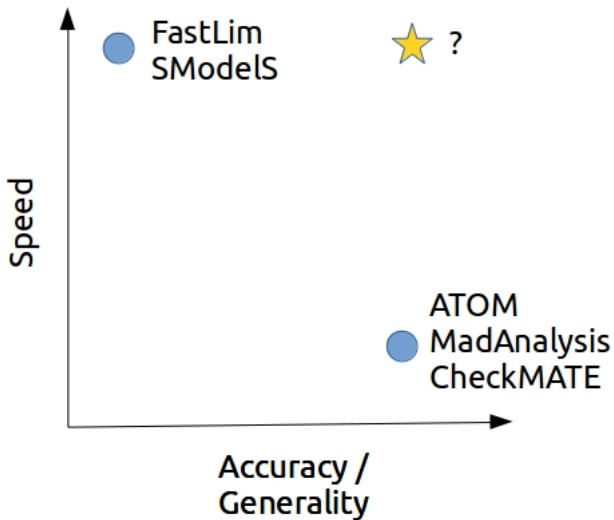 FastLim
SModelS
?
Speed
ATOM
MadAnalysis
CheckMATE
Accuracy /
Generality